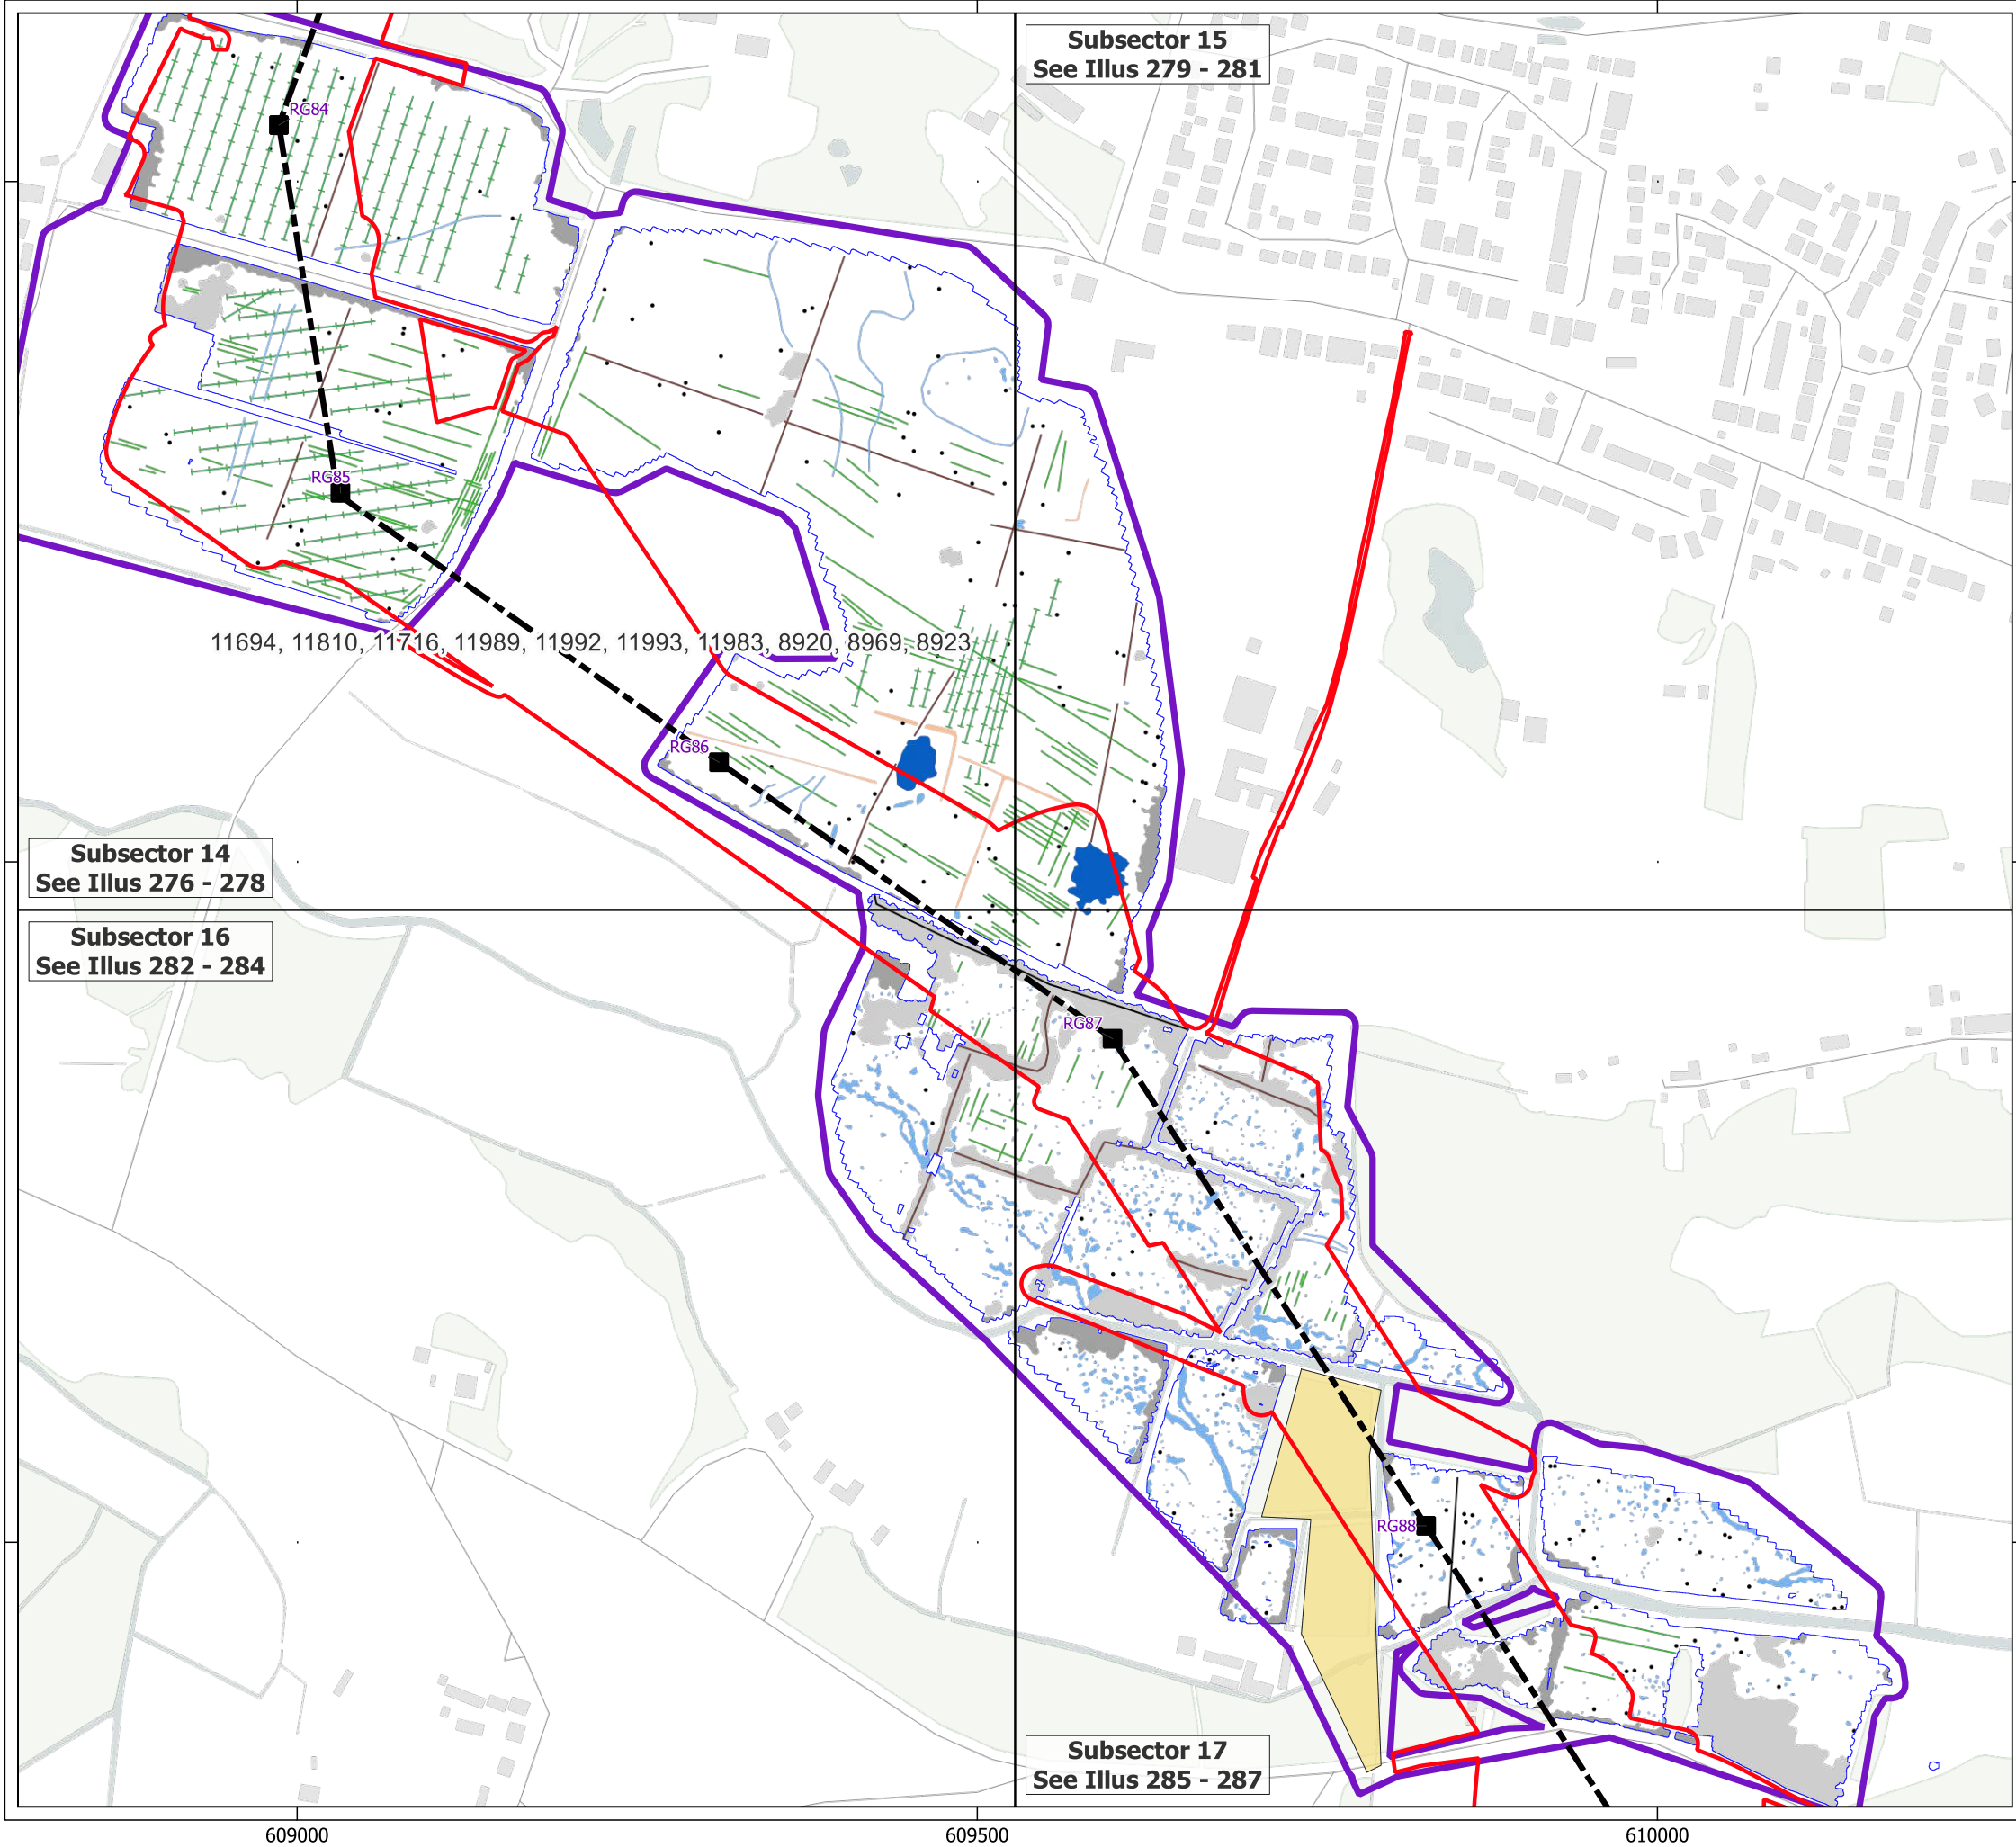 Subsector 15
See Illus 279 - 281
RG84
RG85
11694, 11810, 11716, 11989, 11992, 11993, 11983, 8920, 8969, 8923
RG86
Subsector 14
See Illus 276 - 278
Subsector 16
See Illus 282 - 284
RG87
RG88
Subsector 17
See Illus 285 - 287
609000
609500
610000